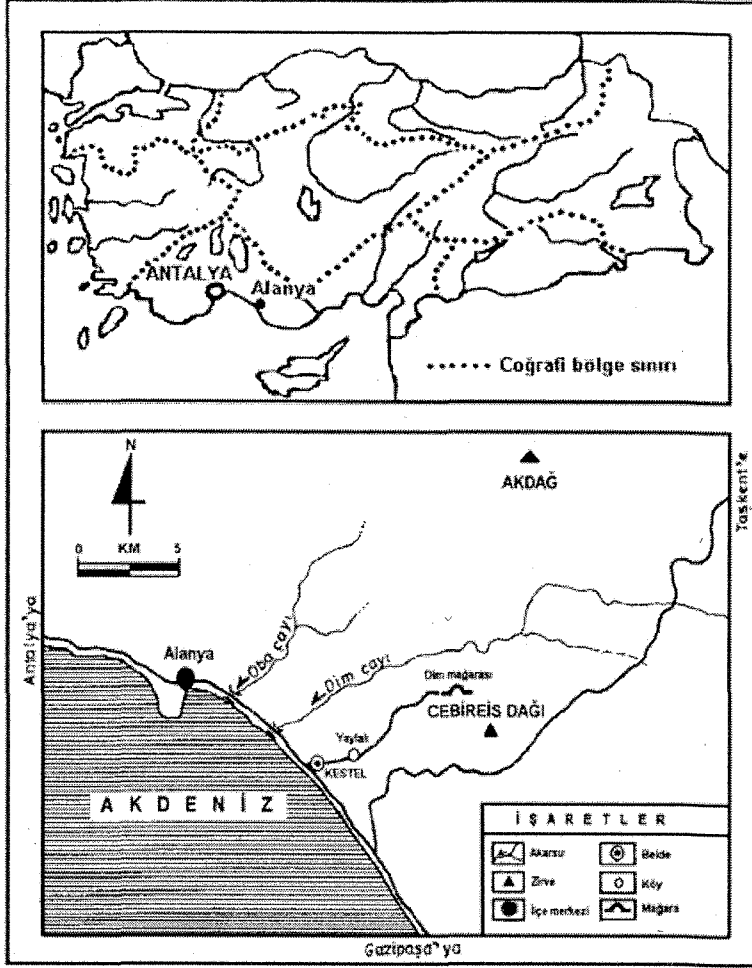 ANTALYA
Alanya
Coğrafi bölge sınırı
N
0 KM 5
AKDAĞ
Taşkent'e
Antalya'ya
Alanya
Oba çayı
Dim çayı
Dim mağarası
CEBİREİS DAĞI
Yaylalı
KESTEL
AKDENİZ
İŞARETLER
Akarsu
Belde
Zirve
Köy
İlçe merkezi
Mağara
Gazipaşa'ya